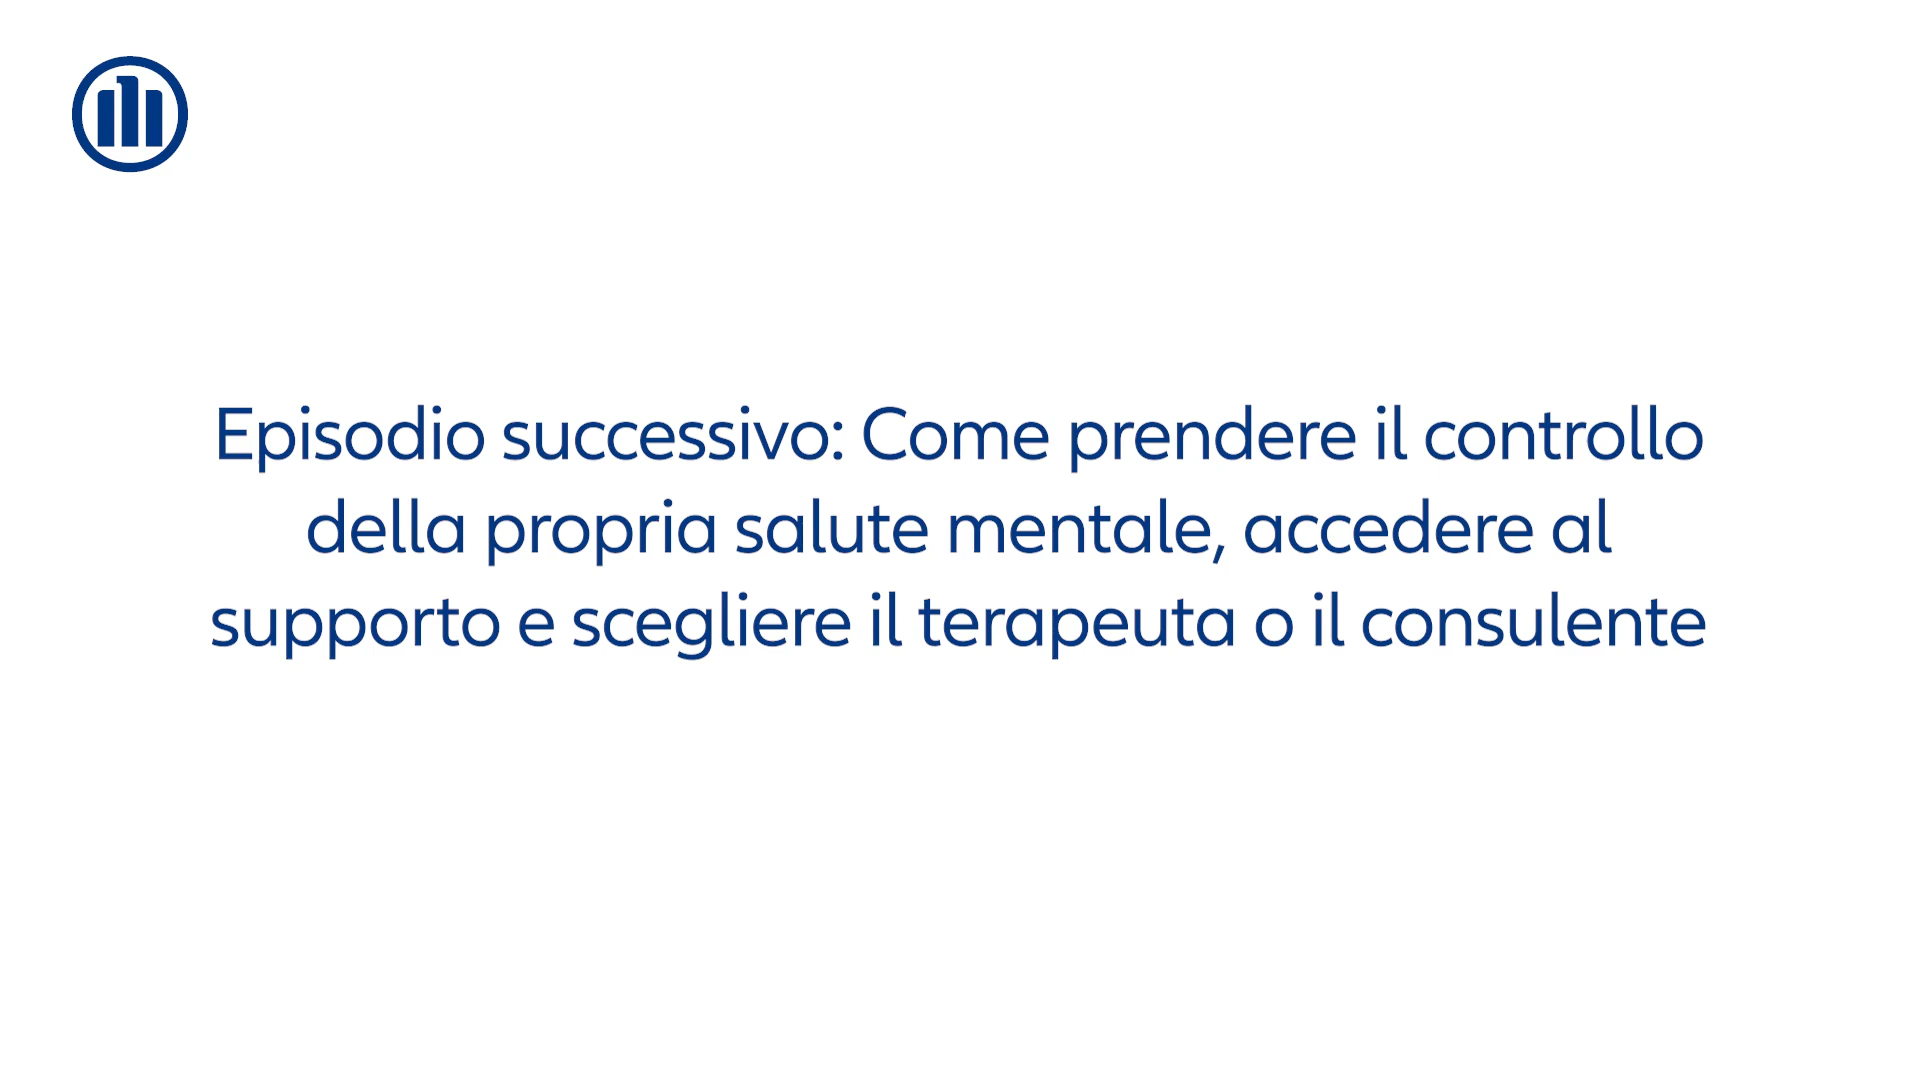 Episodio successivo: Come prendere il controllo
della propria salute mentale, accedere al
supporto e scegliere il terapeuta o il consulente